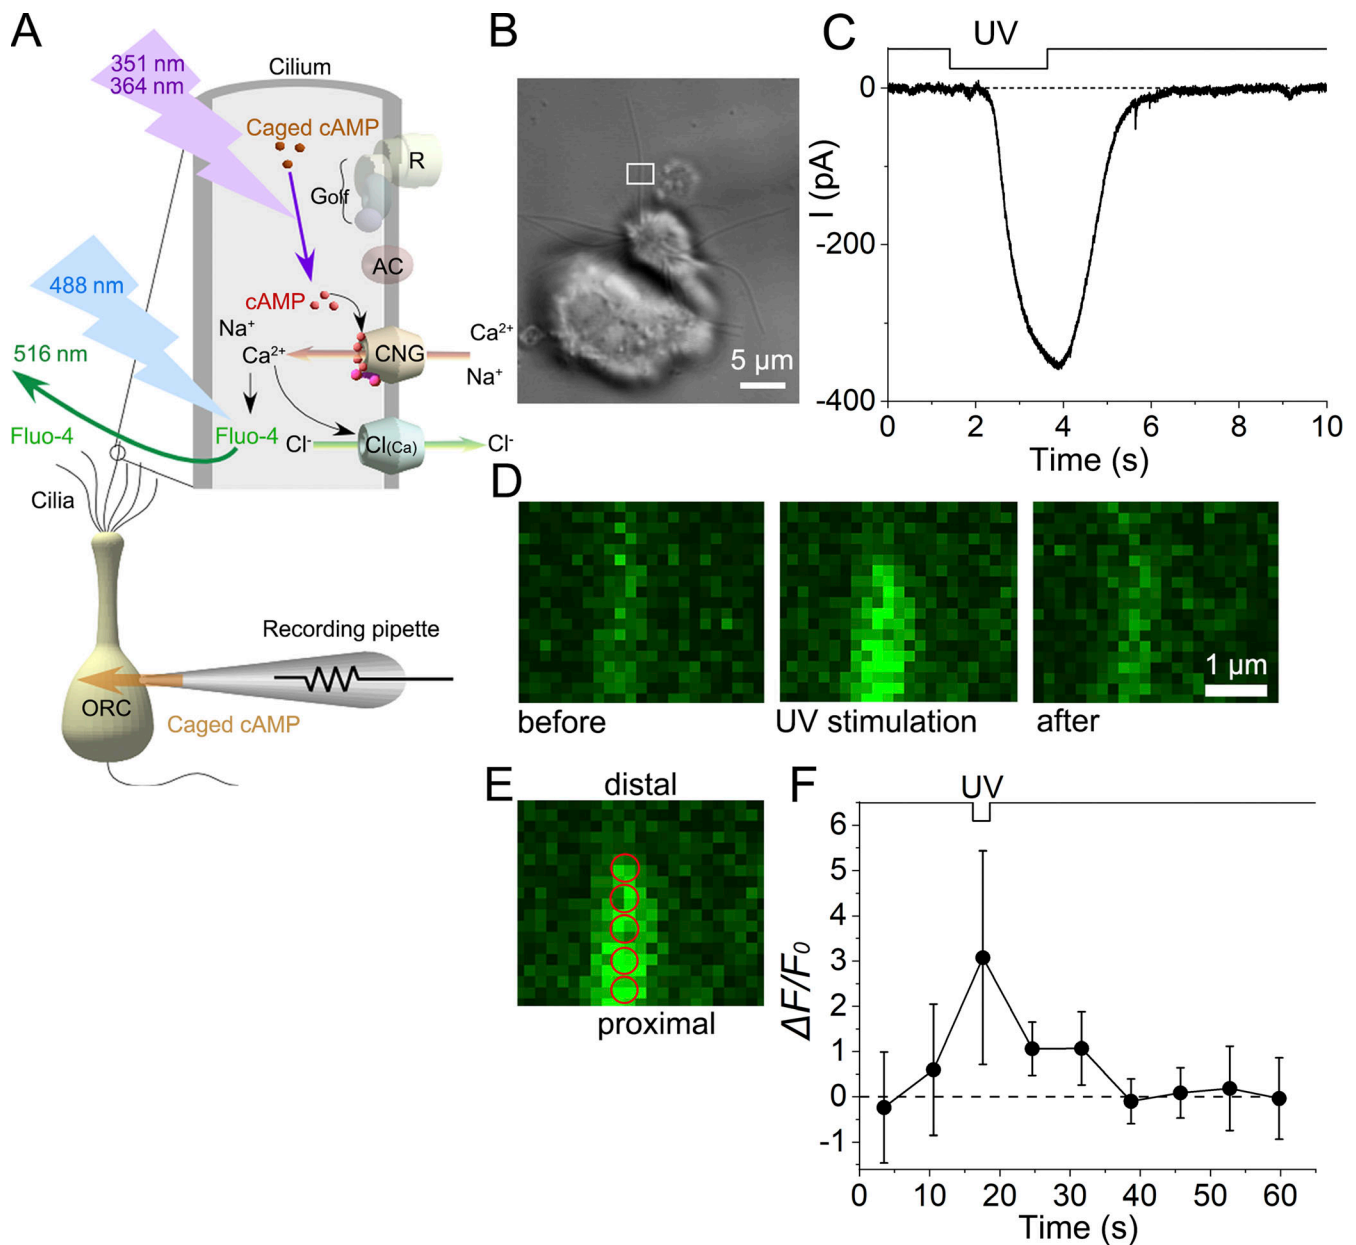 A
351 nm
364 nm
Cilium
Caged cAMP
R
Golf
AC
488 nm
cAMP
Na⁺
Ca²⁺
Ca²⁺
CNG
Na⁺
516 nm
Fluo-4
Fluo-4
Cl⁻
Cl(Ca)
Cl⁻
Cilia
Recording pipette
ORC
Caged cAMP
B
5 µm
C
UV
I (pA)
0
-200
-400
0 2 4 6 8 10
Time (s)
D
before
UV stimulation
after
1 µm
E
distal
proximal
F
UV
ΔF/F₀
6
5
4
3
2
1
0
-1
0 10 20 30 40 50 60
Time (s)